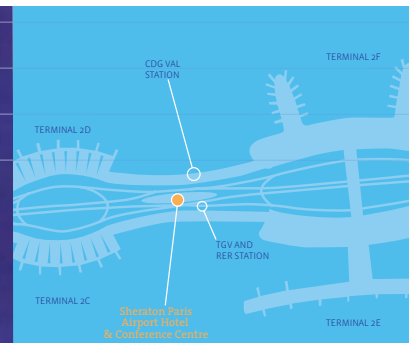 TERMINAL 2F
CDG VAL
STATION
TERMINAL 2D
TGV AND
RER STATION
TERMINAL 2C
Sheraton Paris
Airport Hotel
& Conference Centre
TERMINAL 2E